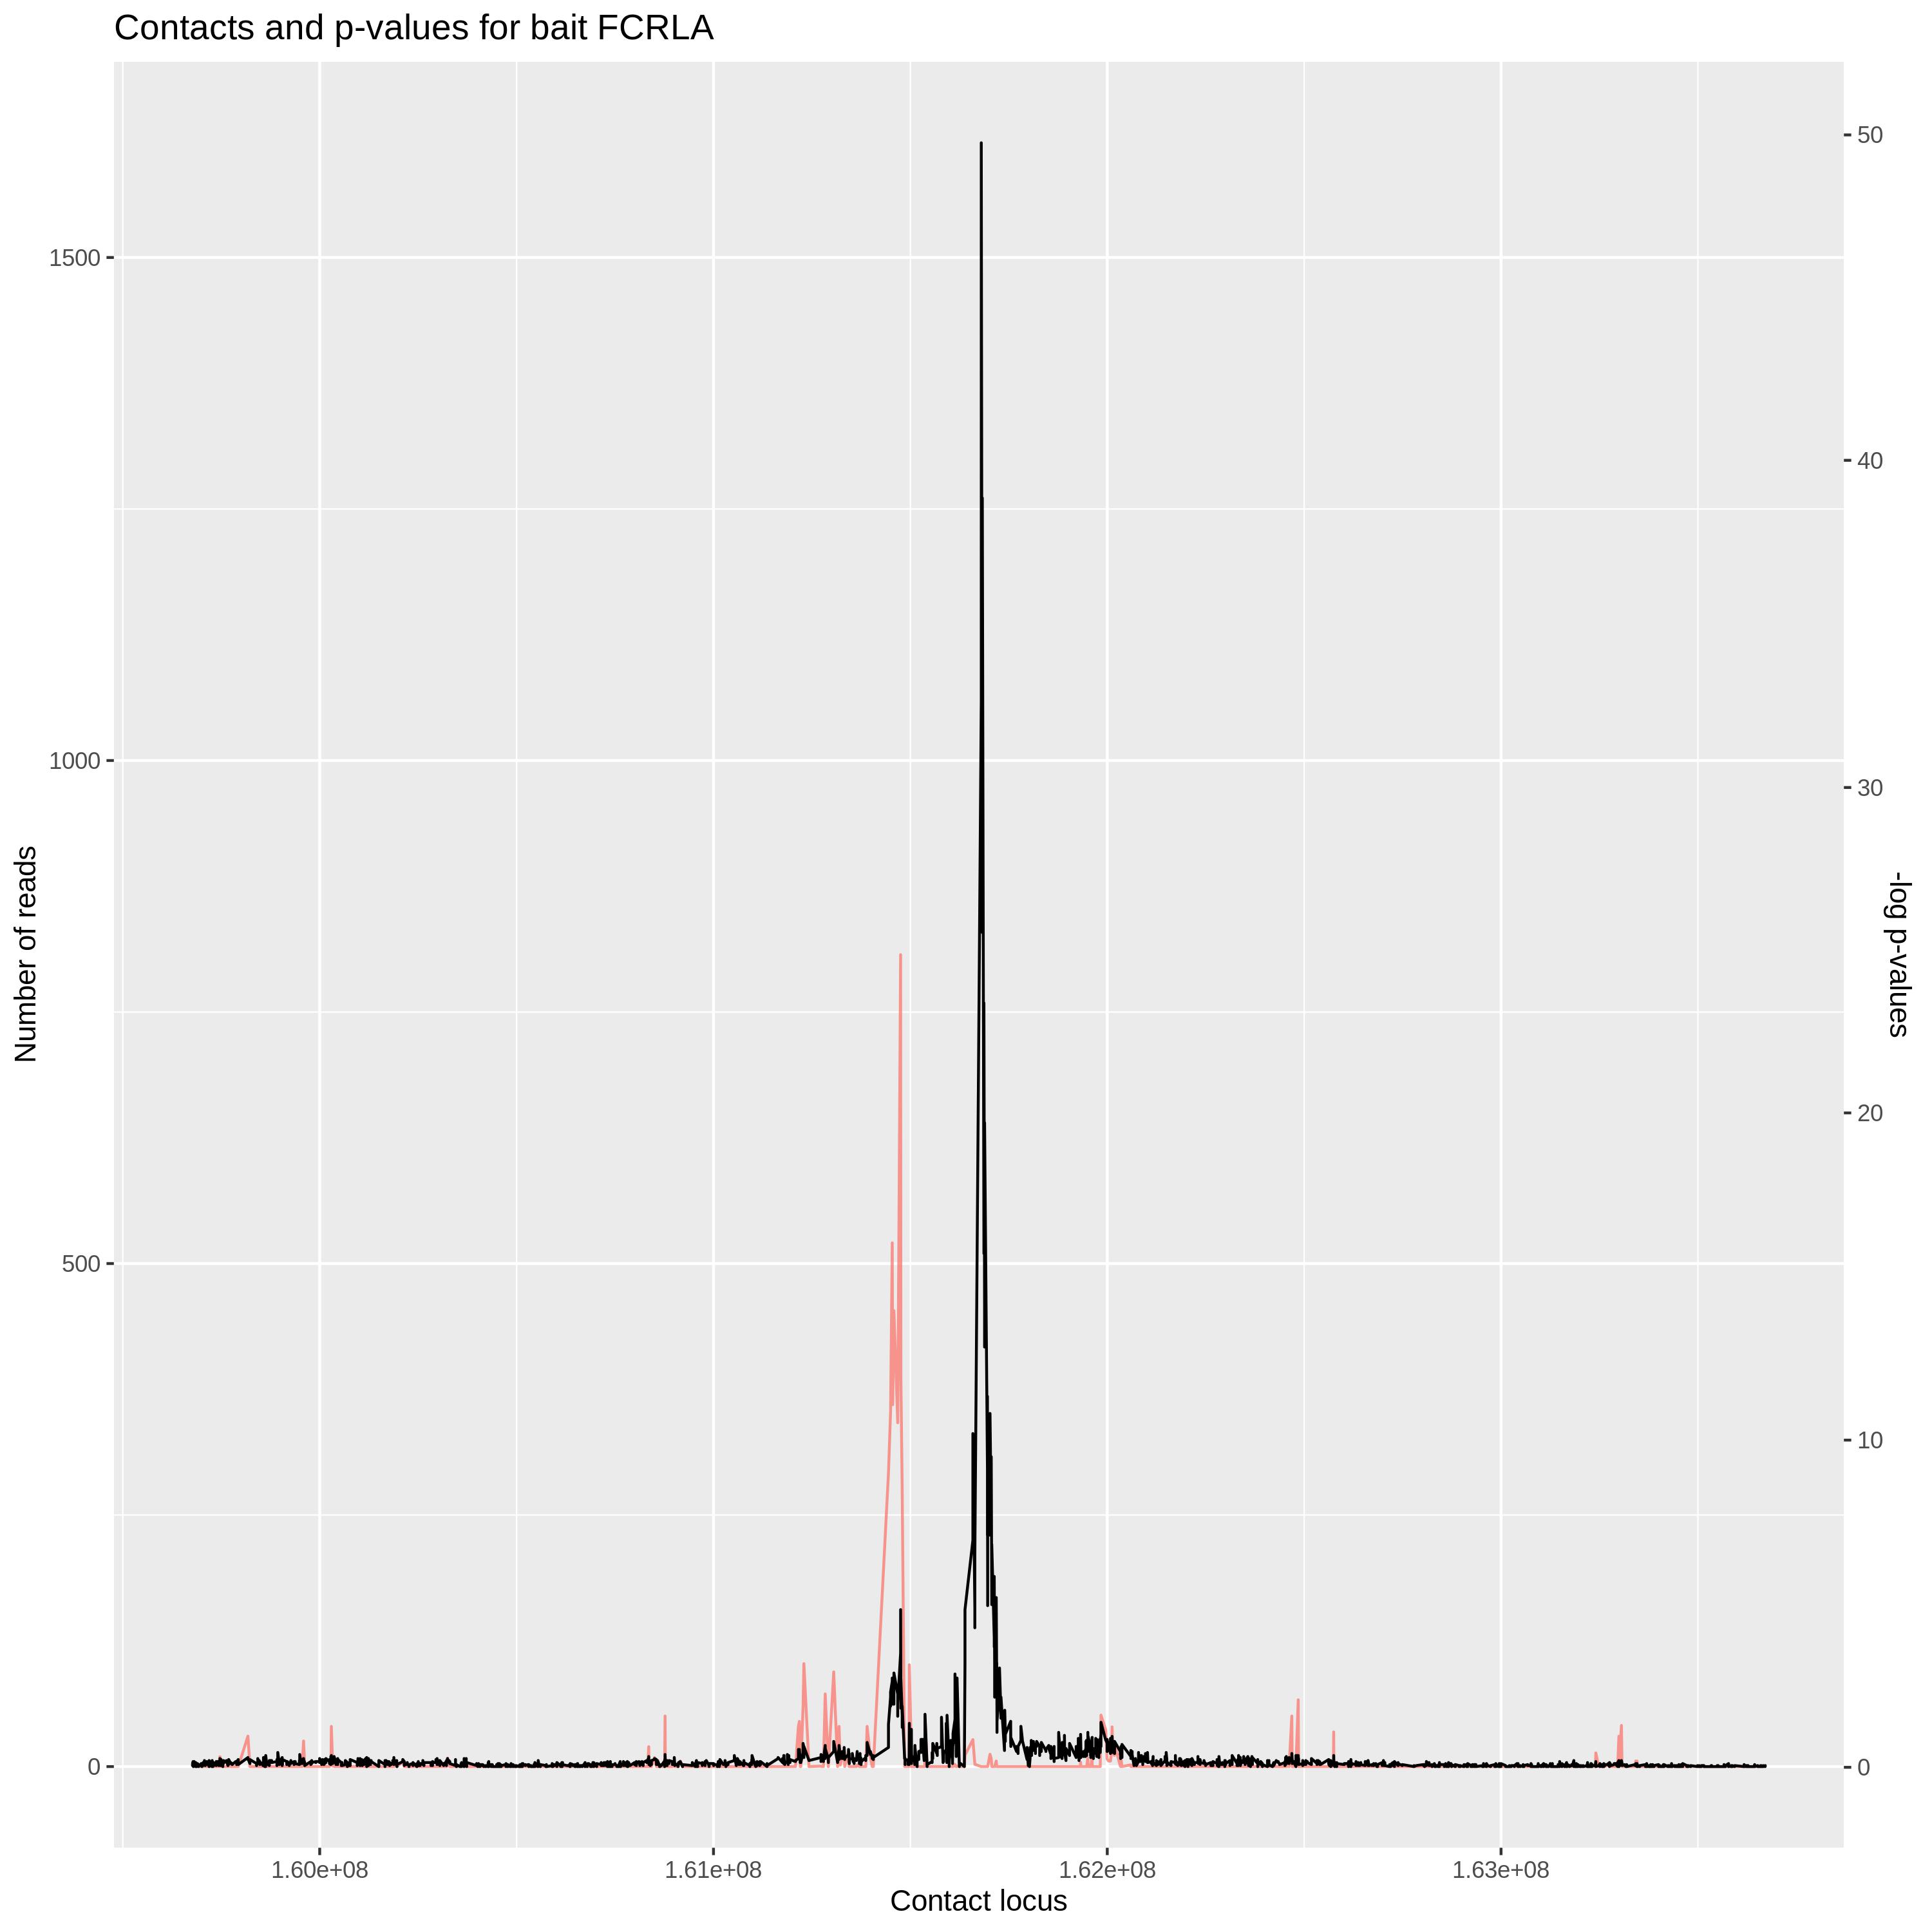 Contacts and p-values for bait FCRLA
Number of reads
1500
1000
500
0
50
40
30
20
10
0
-log p-values
1.60e+08
1.61e+08
1.62e+08
1.63e+08
Contact locus